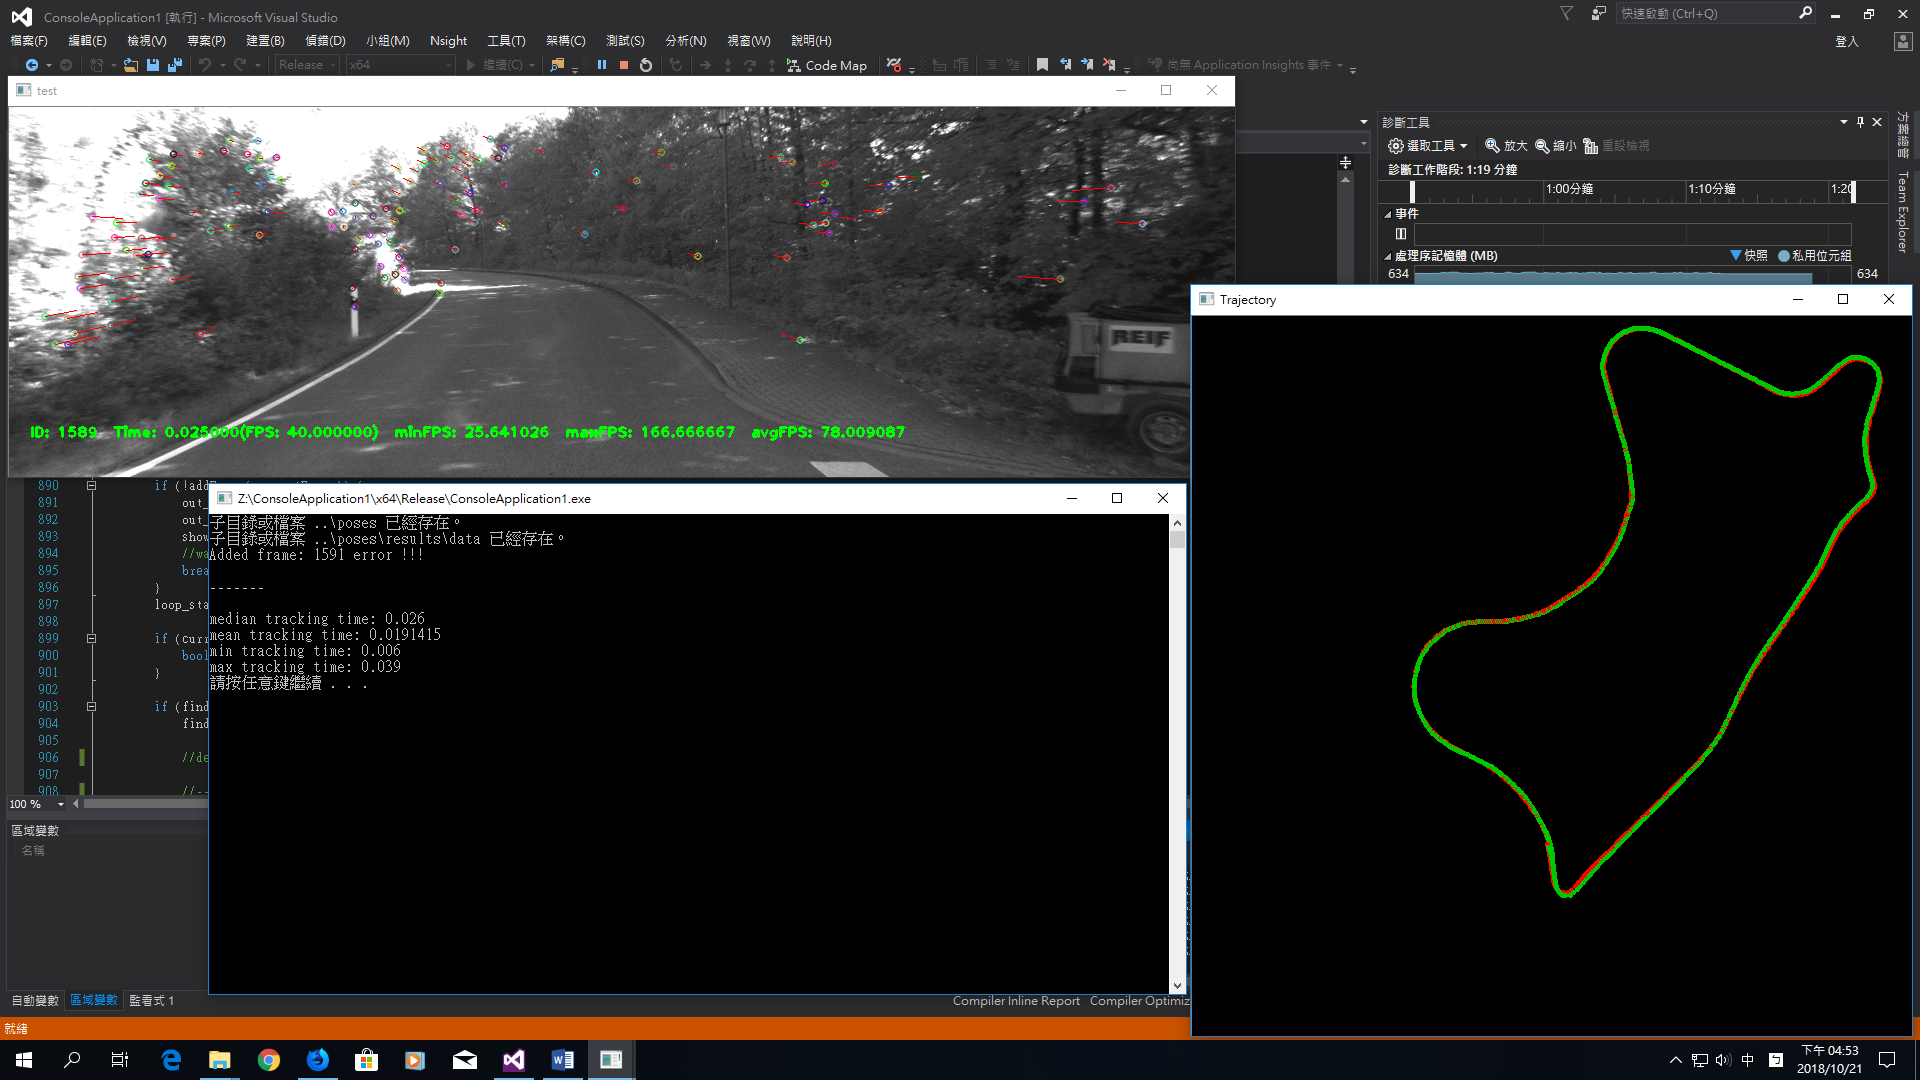 ConsoleApplication1 [執行] - Microsoft Visual Studio
快速啟動 (Ctrl+Q)
檔案(F) 編輯(E) 檢視(V) 專案(P) 建置(B) 偵錯(D) 小組(M) Nsight 工具(T) 架構(C) 測試(S) 分析(N) 視窗(W) 說明(H)
登入
Release x64 繼續(C) Code Map 尚無 Application Insights 事件
test
REIF
ID: 1589 Time: 0.025000(FPS: 40.000000) minFPS: 25.641026 maxFPS: 166.666667 avgFPS: 78.009087
診斷工具
選取工具 放大 縮小 重設檢視
診斷工作階段: 1:19 分鐘
1:00分鐘 1:10分鐘 1:20
事件
處理序記憶體 (MB) 快照 私用位元組
634 634
方案總管
Team Explorer
Trajectory
890 if (!add
891 out_
892 out_
893 show
894 //wa
895 brea
896 }
897 loop_sta
898
899 if (curr
900 bool
901 }
902
903 if (find
904 find
905
906 //de
907
908 //--
100 %
Z:\ConsoleApplication1\x64\Release\ConsoleApplication1.exe
子目錄或檔案 ..\poses 已經存在。
子目錄或檔案 ..\poses\results\data 已經存在。
Added frame: 1591 error !!!
-------
median tracking time: 0.026
mean tracking time: 0.0191415
min tracking time: 0.006
max tracking time: 0.039
請按任意鍵繼續 . . .
區域變數
名稱
自動變數 區域變數 監看式 1
Compiler Inline Report Compiler Optimiz
就緒
中
下午 04:53
2018/10/21